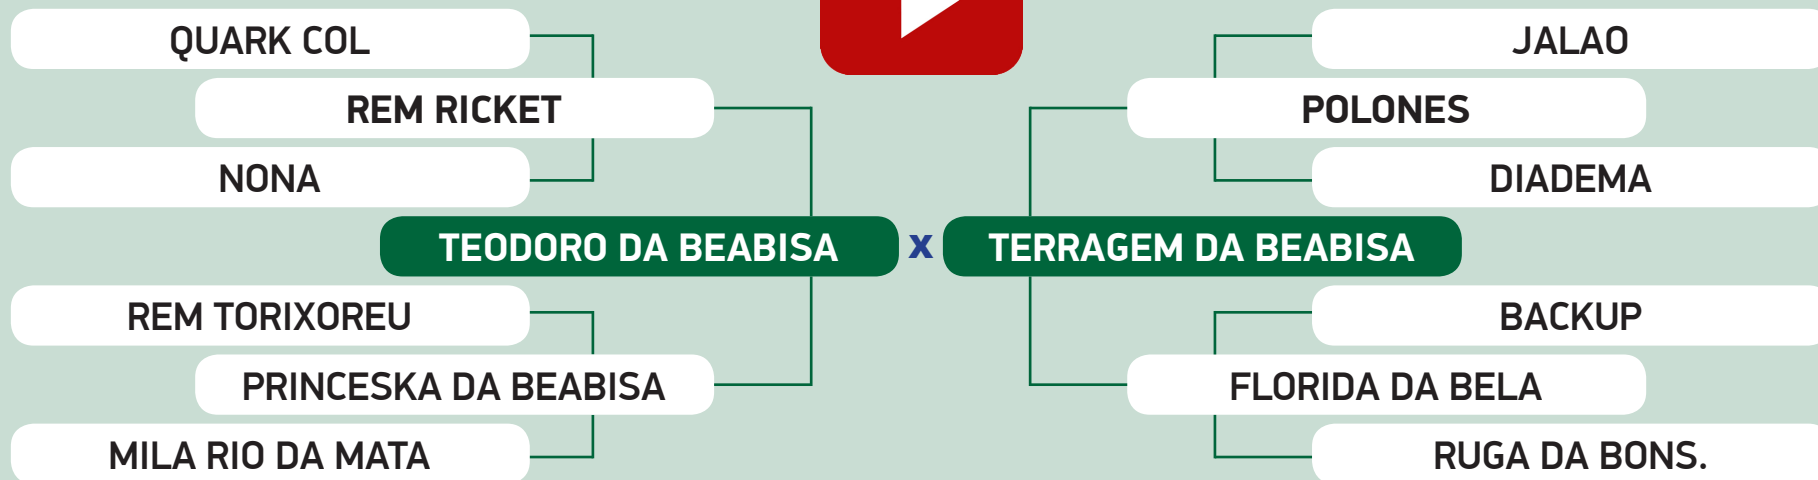 QUARK COL
JALAO
REM RICKET
POLONES
NONA
DIADEMA
TEODORO DA BEABISA x TERRAGEM DA BEABISA
REM TORIXOREU
BACKUP
PRINCESKA DA BEABISA
FLORIDA DA BELA
MILA RIO DA MATA
RUGA DA BONS.